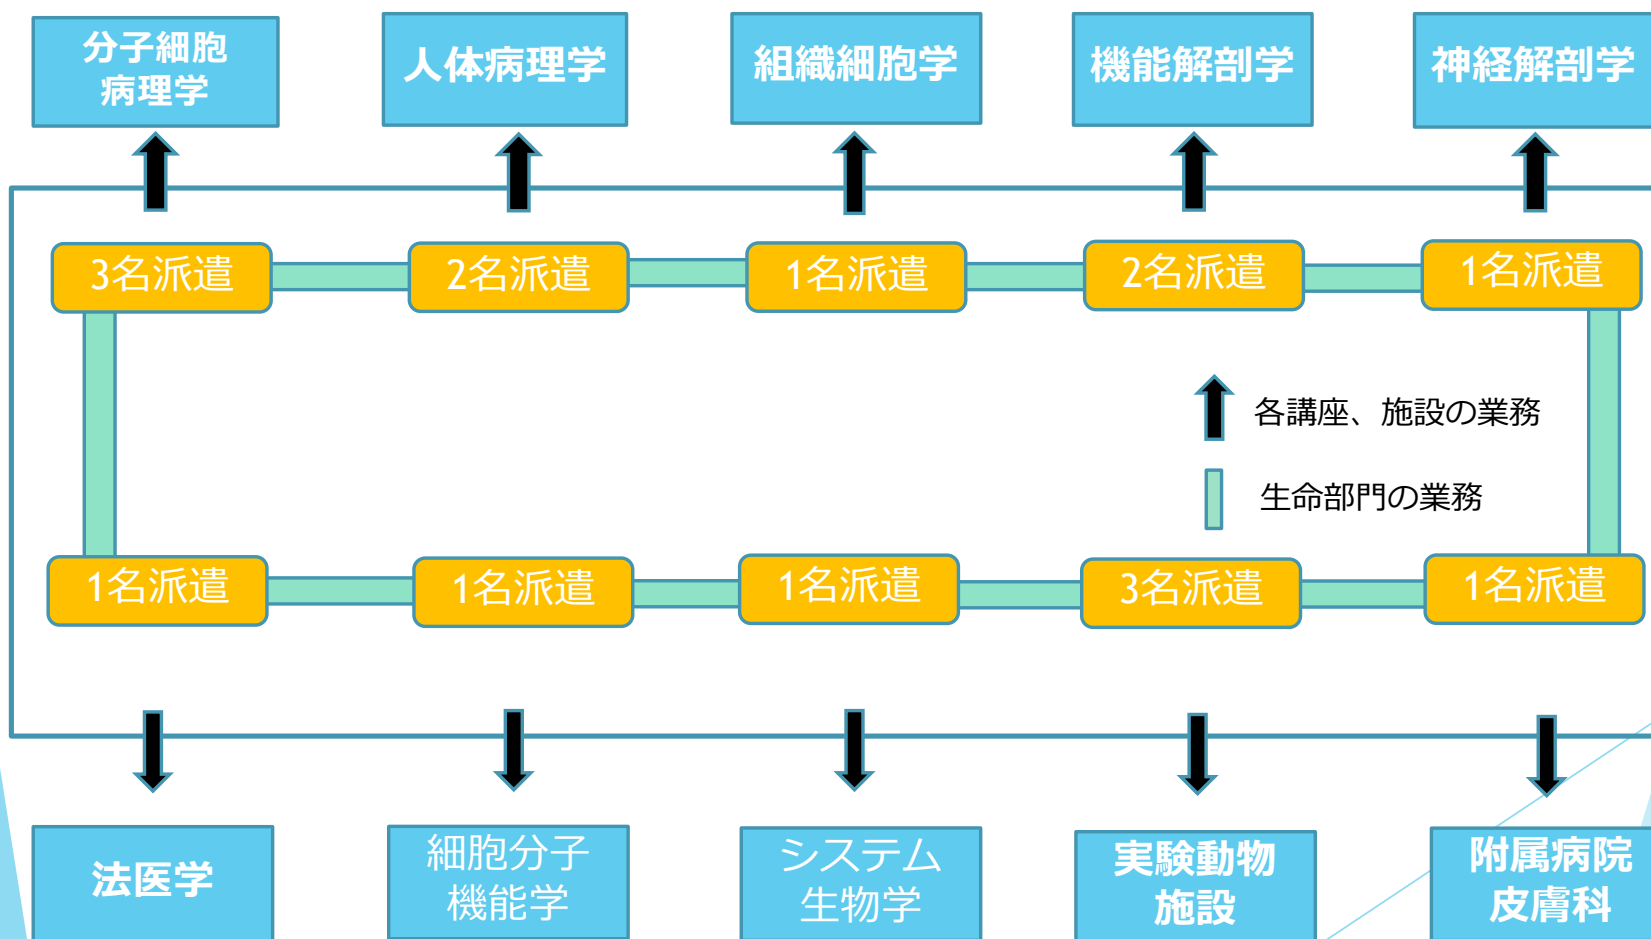 分子細胞
病理学
人体病理学
組織細胞学
機能解剖学
神経解剖学
3名派遣
2名派遣
1名派遣
2名派遣
1名派遣
各講座、施設の業務
生命部門の業務
1名派遣
1名派遣
1名派遣
3名派遣
1名派遣
法医学
細胞分子
機能学
システム
生物学
実験動物
施設
附属病院
皮膚科